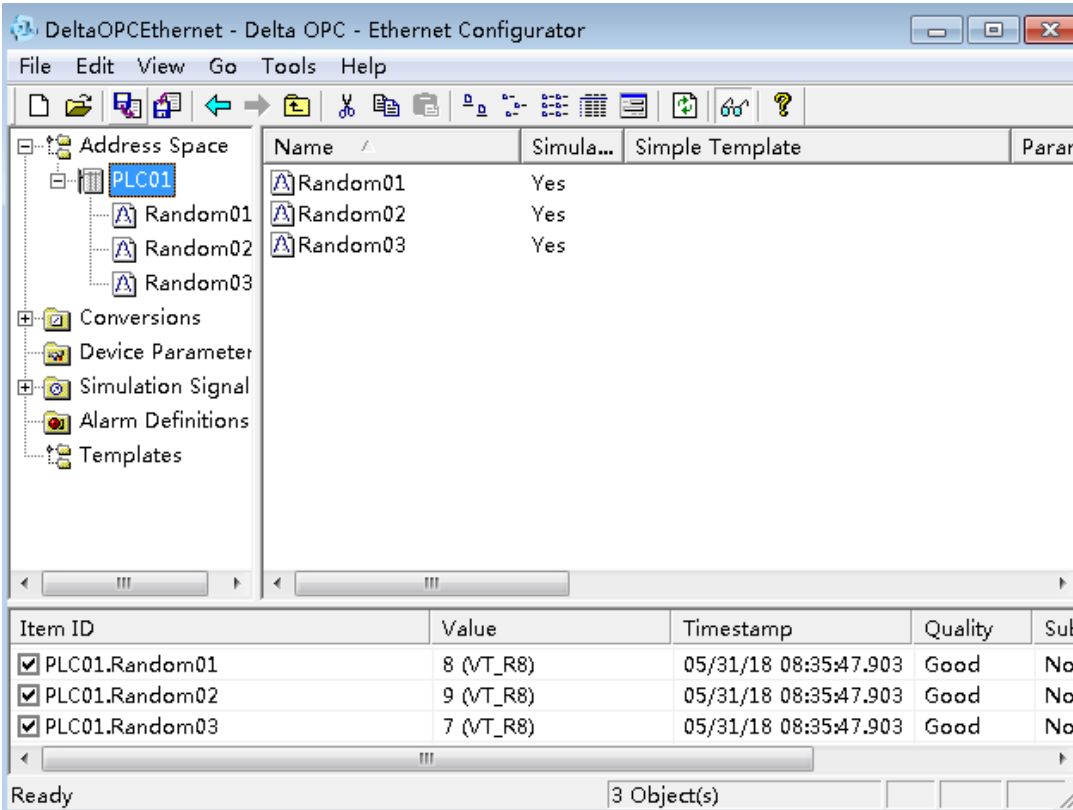 DeltaOPCEthernet - Delta OPC - Ethernet Configurator
File Edit View Go Tools Help
Address Space
PLC01
Random01
Random02
Random03
Conversions
Device Parameter
Simulation Signal
Alarm Definitions
Templates
Name Simula... Simple Template Param
Random01 Yes
Random02 Yes
Random03 Yes
Item ID Value Timestamp Quality Sub
PLC01.Random01 8 (VT_R8) 05/31/18 08:35:47.903 Good No
PLC01.Random02 9 (VT_R8) 05/31/18 08:35:47.903 Good No
PLC01.Random03 7 (VT_R8) 05/31/18 08:35:47.903 Good No
Ready 3 Object(s)